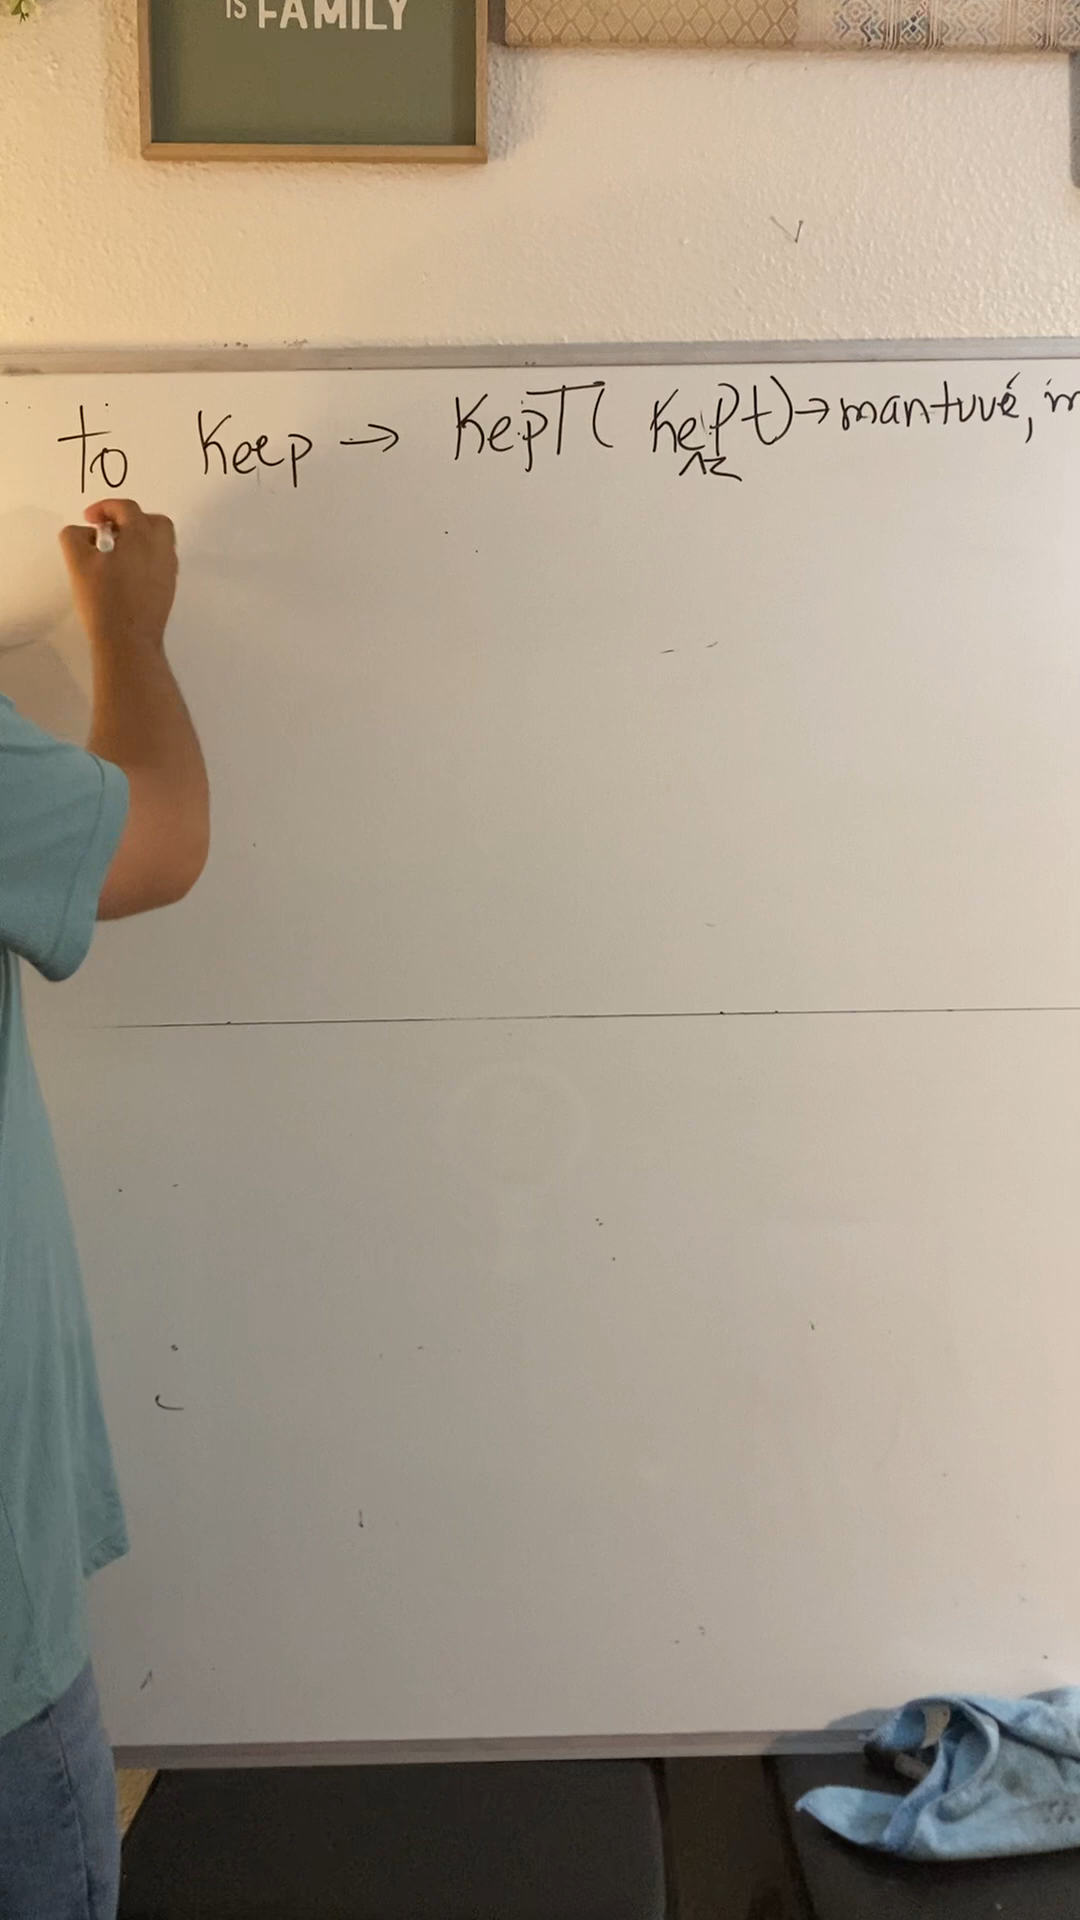 IS FAMILY
to Keep → KepT ( Kept) → mantuvé,